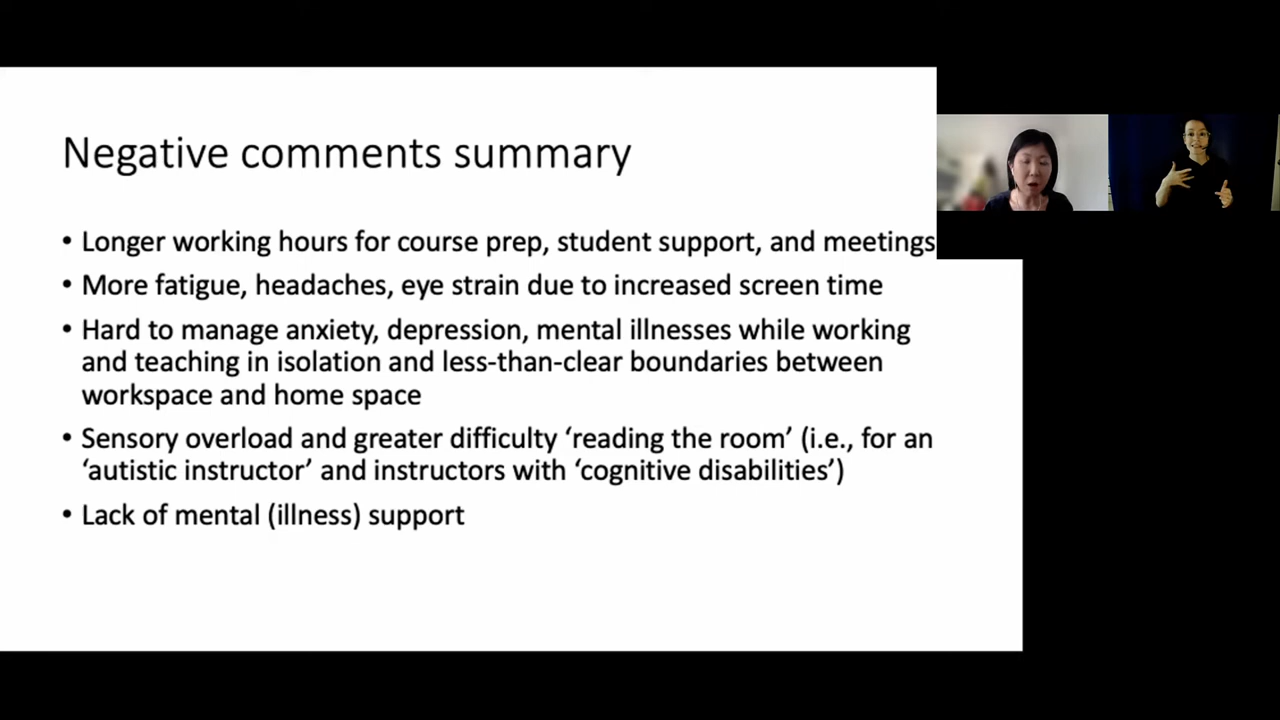 Negative comments summary
• Longer working hours for course prep, student support, and meetings
• More fatigue, headaches, eye strain due to increased screen time
• Hard to manage anxiety, depression, mental illnesses while working
and teaching in isolation and less-than-clear boundaries between
workspace and home space
• Sensory overload and greater difficulty ‘reading the room’ (i.e., for an
‘autistic instructor’ and instructors with ‘cognitive disabilities’)
• Lack of mental (illness) support